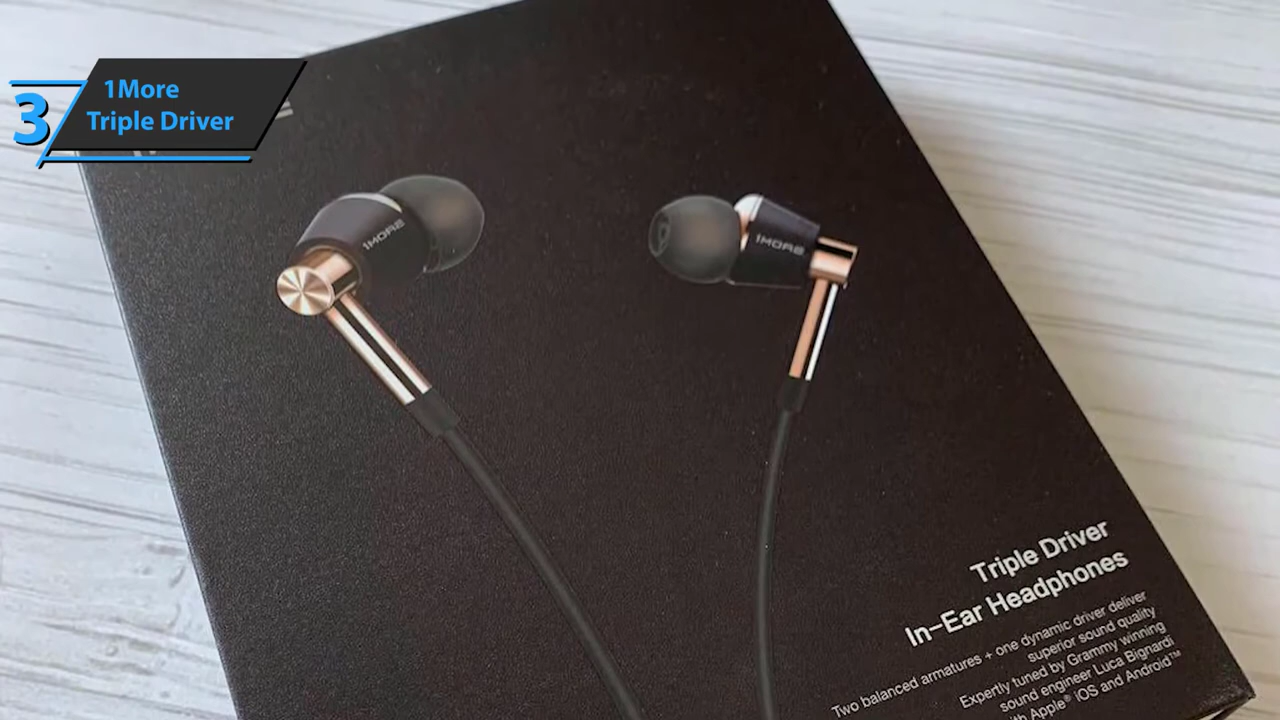 3
1More
Triple Driver
1MORE
1MORE
Triple Driver
In-Ear Headphones
Two balanced armatures + one dynamic driver deliver
superior sound quality
Expertly tuned by Grammy winning
sound engineer Luca Bignardi
with Apple® iOS and Android™